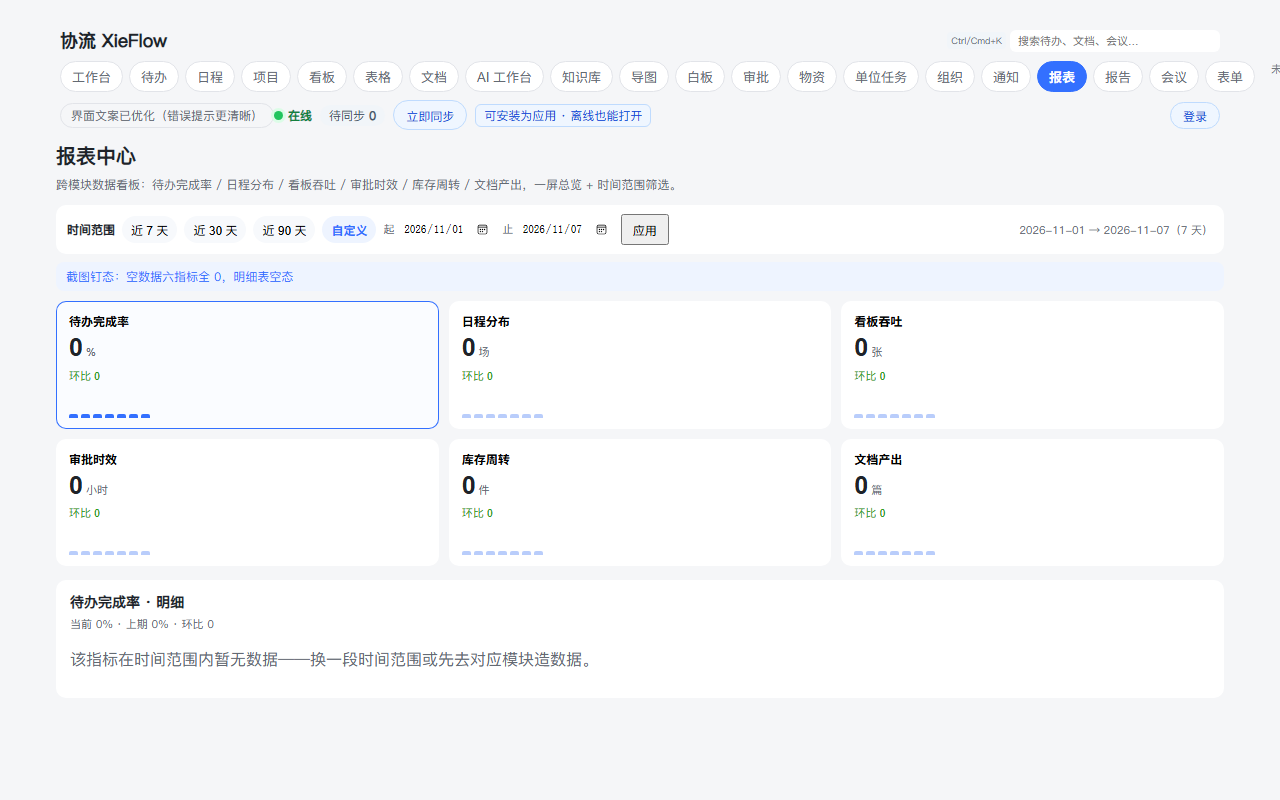 协流 XieFlow
Ctrl/Cmd+K 搜索待办、文档、会议...
工作台 待办 日程 项目 看板 表格 文档 AI 工作台 知识库 导图 白板 审批 物资 单位任务 组织 通知 报表 报告 会议 表单 未
界面文案已优化（错误提示更清晰） 在线 待同步 0 立即同步 可安装为应用 · 离线也能打开 登录
报表中心
跨模块数据看板：待办完成率 / 日程分布 / 看板吞吐 / 审批时效 / 库存周转 / 文档产出，一屏总览 + 时间范围筛选。
时间范围 近 7 天 近 30 天 近 90 天 自定义 起 2026/11/01 止 2026/11/07 应用 2026-11-01 → 2026-11-07（7 天）
截图钉态：空数据六指标全 0，明细表空态
待办完成率 日程分布 看板吞吐
0 % 0 场 0 张
环比 0 环比 0 环比 0
审批时效 库存周转 文档产出
0 小时 0 件 0 篇
环比 0 环比 0 环比 0
待办完成率 · 明细
当前 0% · 上期 0% · 环比 0
该指标在时间范围内暂无数据——换一段时间范围或先去对应模块造数据。